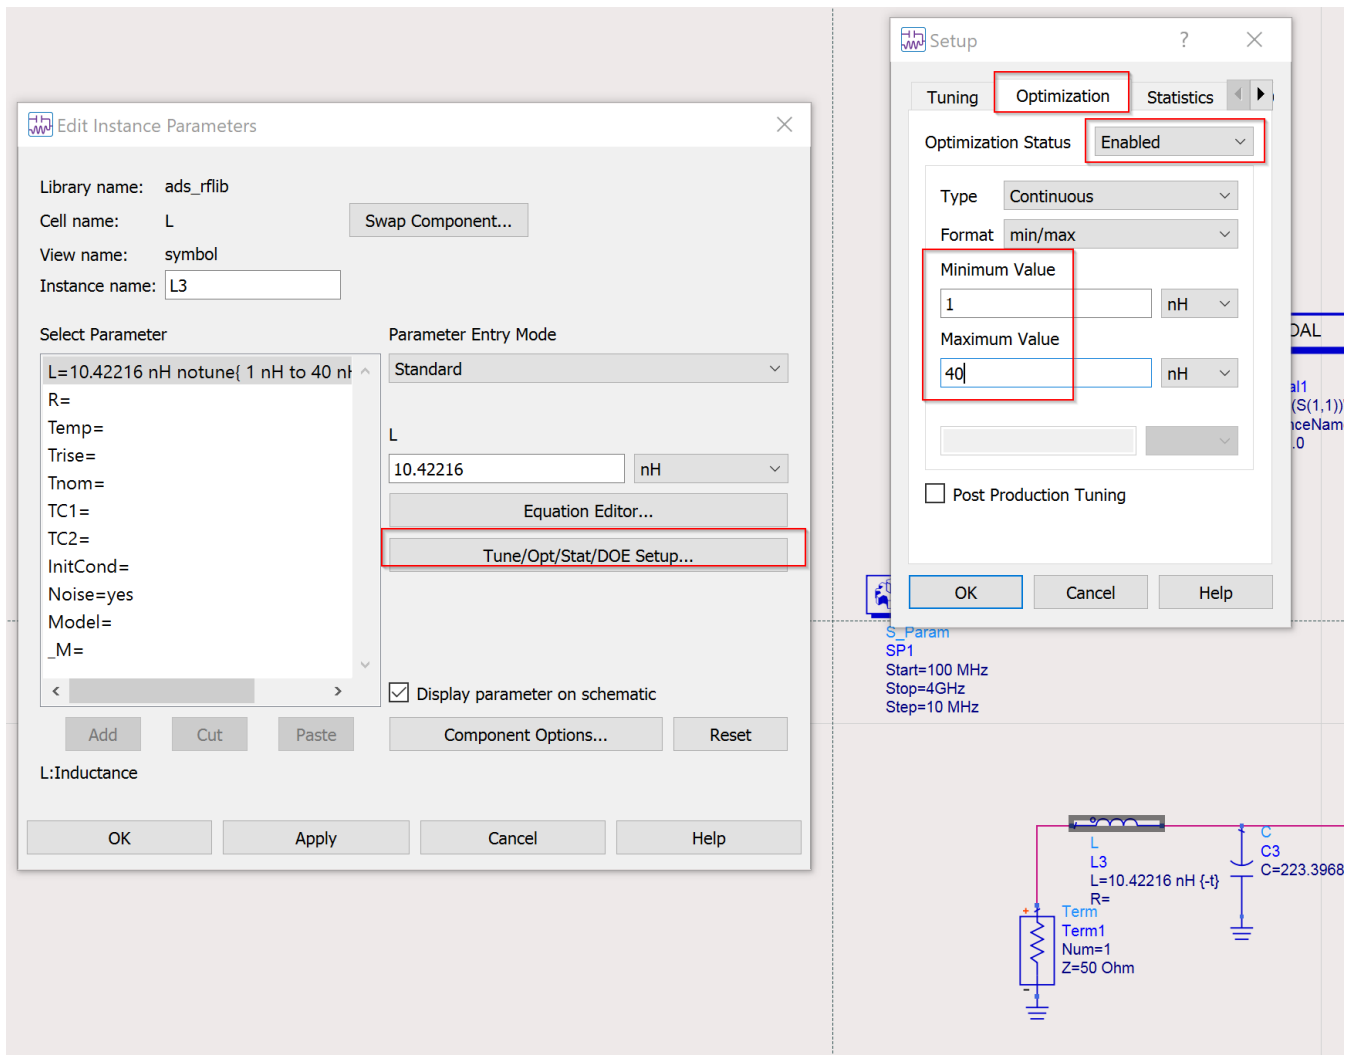 Edit Instance Parameters
Library name: ads_rflib
Cell name: L
Swap Component...
View name: symbol
Instance name: L3
Select Parameter
L=10.42216 nH notune{ 1 nH to 40 nH
R=
Temp=
Trise=
Tnom=
TC1=
TC2=
InitCond=
Noise=yes
Model=
_M=
Add Cut Paste
L:Inductance
Parameter Entry Mode
Standard
L
10.42216 nH
Equation Editor...
Tune/Opt/Stat/DOE Setup...
Display parameter on schematic
Component Options... Reset
OK Apply Cancel Help
Setup ?
Tuning Optimization Statistics
Optimization Status Enabled
Type Continuous
Format min/max
Minimum Value
1 nH
Maximum Value
40 nH
Post Production Tuning
OK Cancel Help
OAL
al1
(S(1,1))
nceNam
.0
S_Param
SP1
Start=100 MHz
Stop=4GHz
Step=10 MHz
L
L3
L=10.42216 nH {-t}
R=
C
C3
C=223.3968
+
Term
Term1
Num=1
Z=50 Ohm
-